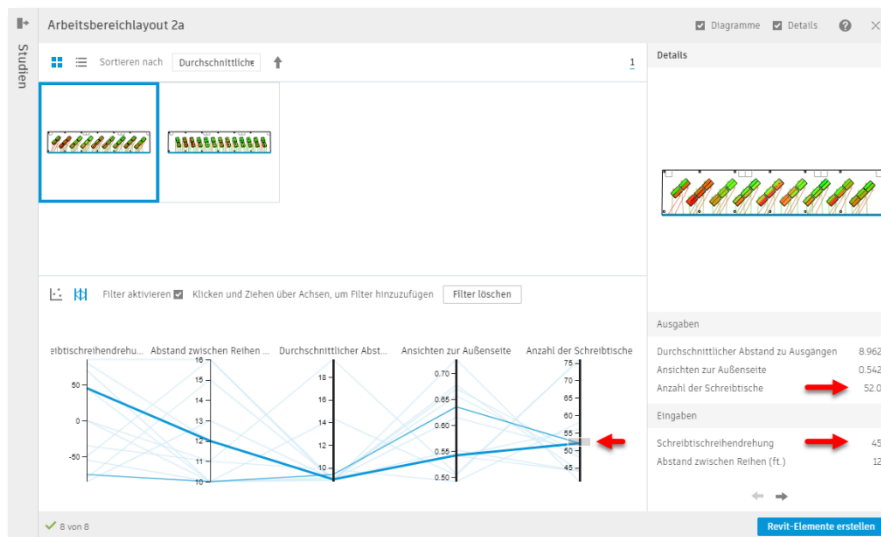 Arbeitsbereichlayout 2a
Diagramme
Details
Studien
Sortieren nach
Durchschnittliche
1
Details
Filter aktivieren
Klicken und Ziehen über Achsen, um Filter hinzuzufügen
Filter löschen
eibtischreihendrehu...
Abstand zwischen Reihen ...
Durchschnittlicher Abst...
Ansichten zur Außenseite
Anzahl der Schreibtische
50
0
-50
16
15
14
13
12
11
10
18
16
14
12
10
0.70
0.65
0.60
0.55
0.50
75
70
65
60
55
50
45
Ausgaben
Durchschnittlicher Abstand zu Ausgängen 8.962
Ansichten zur Außenseite 0.542
Anzahl der Schreibtische 52.0
Eingaben
Schreibtischreihendrehung 45
Abstand zwischen Reihen (ft.) 12
8 von 8
Revit-Elemente erstellen